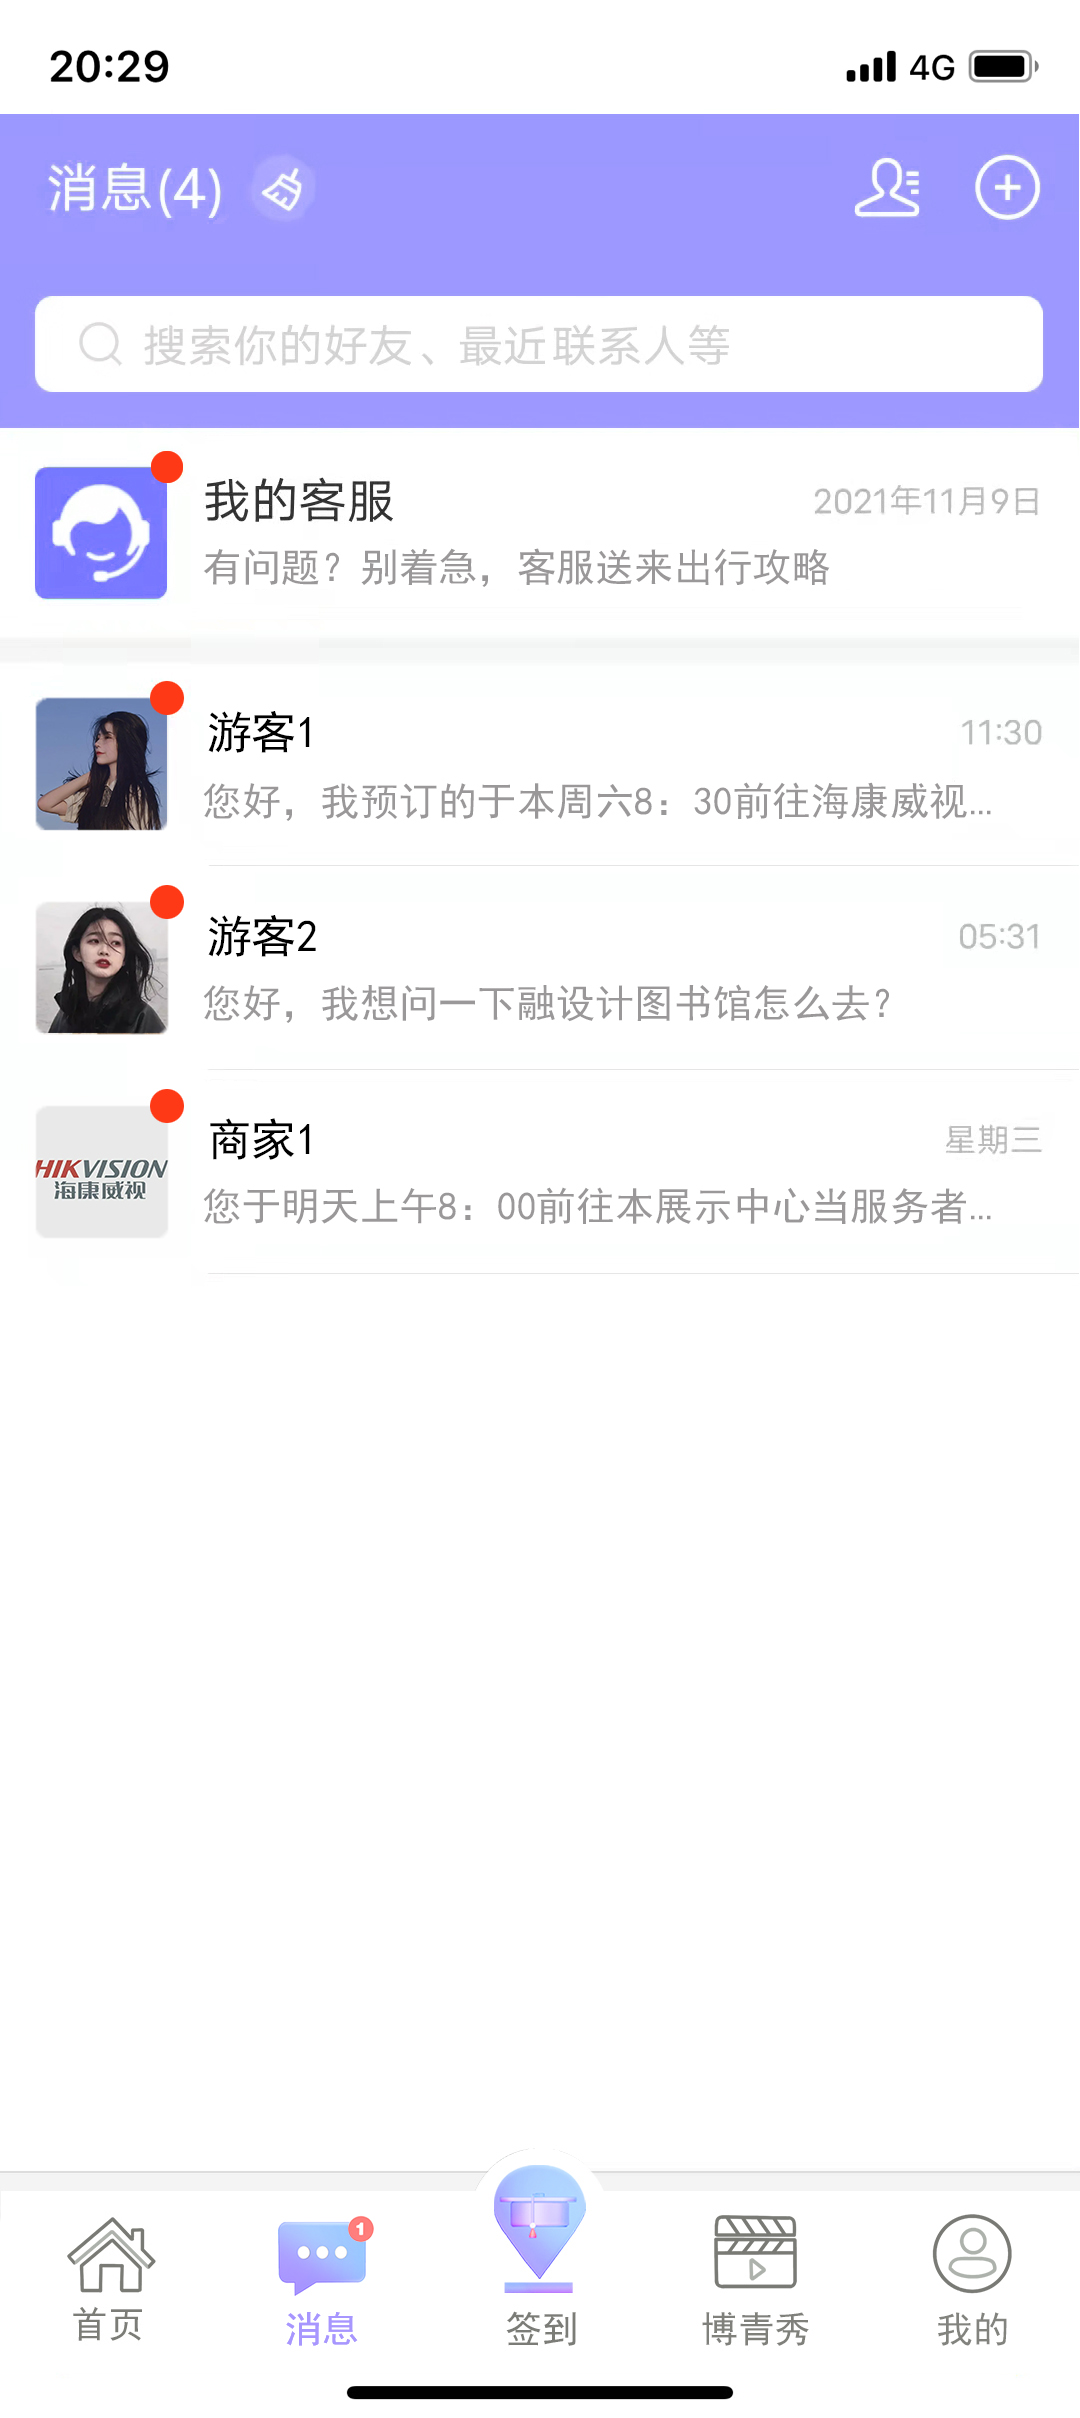 20:29
4G
消息(4)
搜索你的好友、最近联系人等
我的客服
2021年11月9日
有问题？别着急，客服送来出行攻略
游客1
11:30
您好，我预订的于本周六8：30前往海康威视...
游客2
05:31
您好，我想问一下融设计图书馆怎么去？
商家1
星期三
HIKVISION
海康威视
您于明天上午8：00前往本展示中心当服务者...
1
首页
消息
签到
博青秀
我的